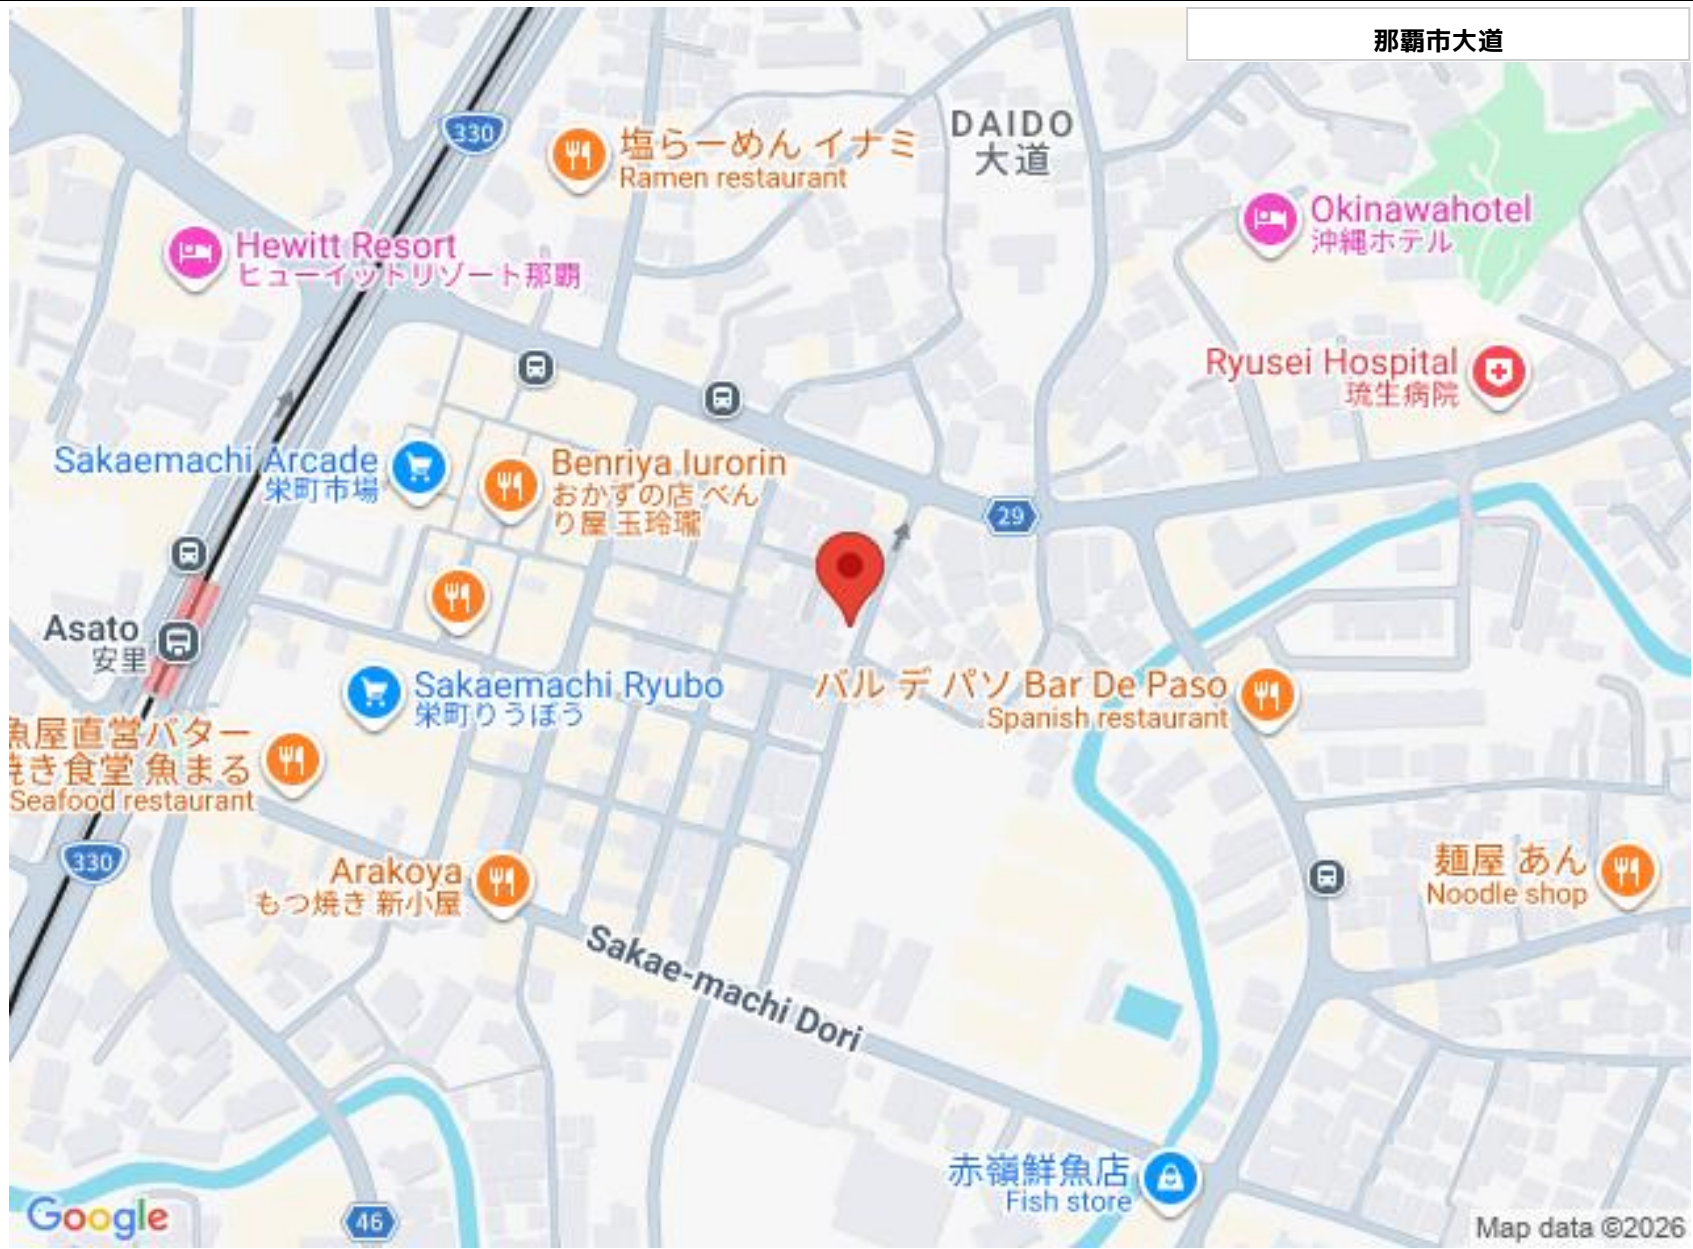 那覇市大道
330
塩らーめん イナミ
Ramen restaurant
DAIDO
大道
Okinawahotel
沖縄ホテル
Hewitt Resort
ヒューイットリゾート那覇
Ryusei Hospital
琉生病院
Sakaemachi Arcade
栄町市場
Benriya Iurorin
おかずの店 べん
り屋 玉玲瓏
29
Asato
安里
Sakaemachi Ryubo
栄町りうぼう
バル デ パソ Bar De Paso
Spanish restaurant
魚屋直営バター
焼き食堂 魚まる
Seafood restaurant
330
Arakoya
もつ焼き 新小屋
麺屋 あん
Noodle shop
Sakae-machi Dori
赤嶺鮮魚店
Fish store
46
Google
Map data ©2026